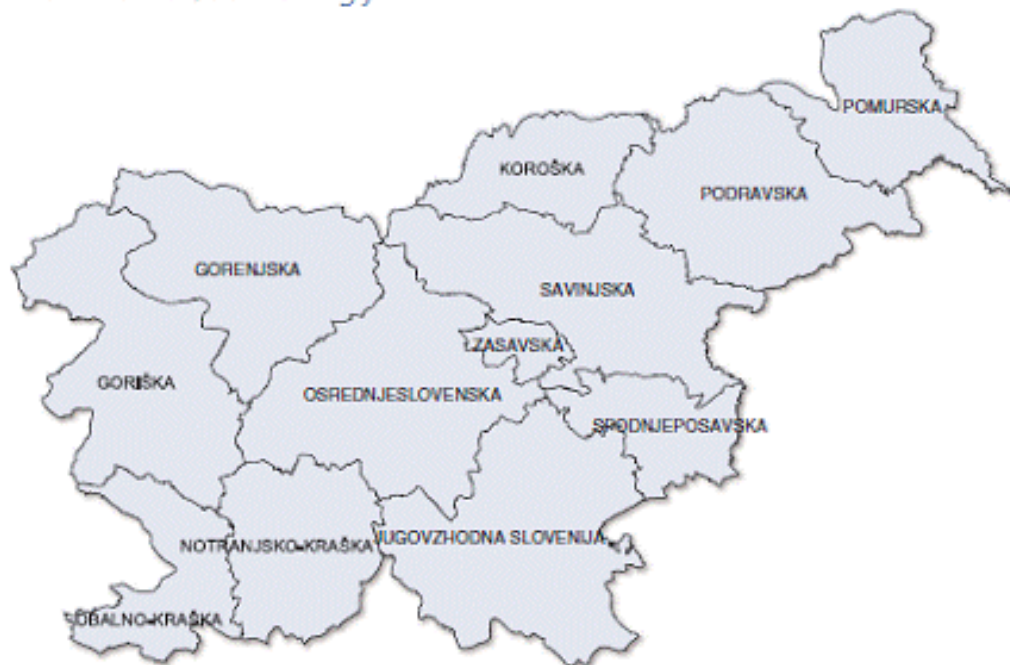 POMURSKA
KOROŠKA
PODRAVSKA
GORENJSKA
SAVINJSKA
ZASAVSKA
GORIŠKA
OSREDNJESLOVENSKA
SPODNJEPOSAVSKA
JUGOVZHODNA SLOVENIJA
NOTRANJSKO-KRAŠKA
OBALNO-KRAŠKA